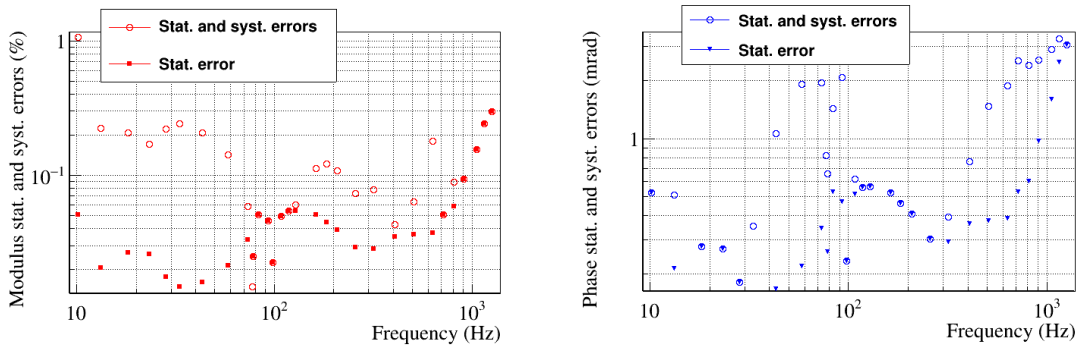 Modulus stat. and syst. errors (%)
1
10⁻¹
Stat. and syst. errors
Stat. error
10
10²
10³
Frequency (Hz)
Phase stat. and syst. errors (mrad)
1
Stat. and syst. errors
Stat. error
10
10²
10³
Frequency (Hz)